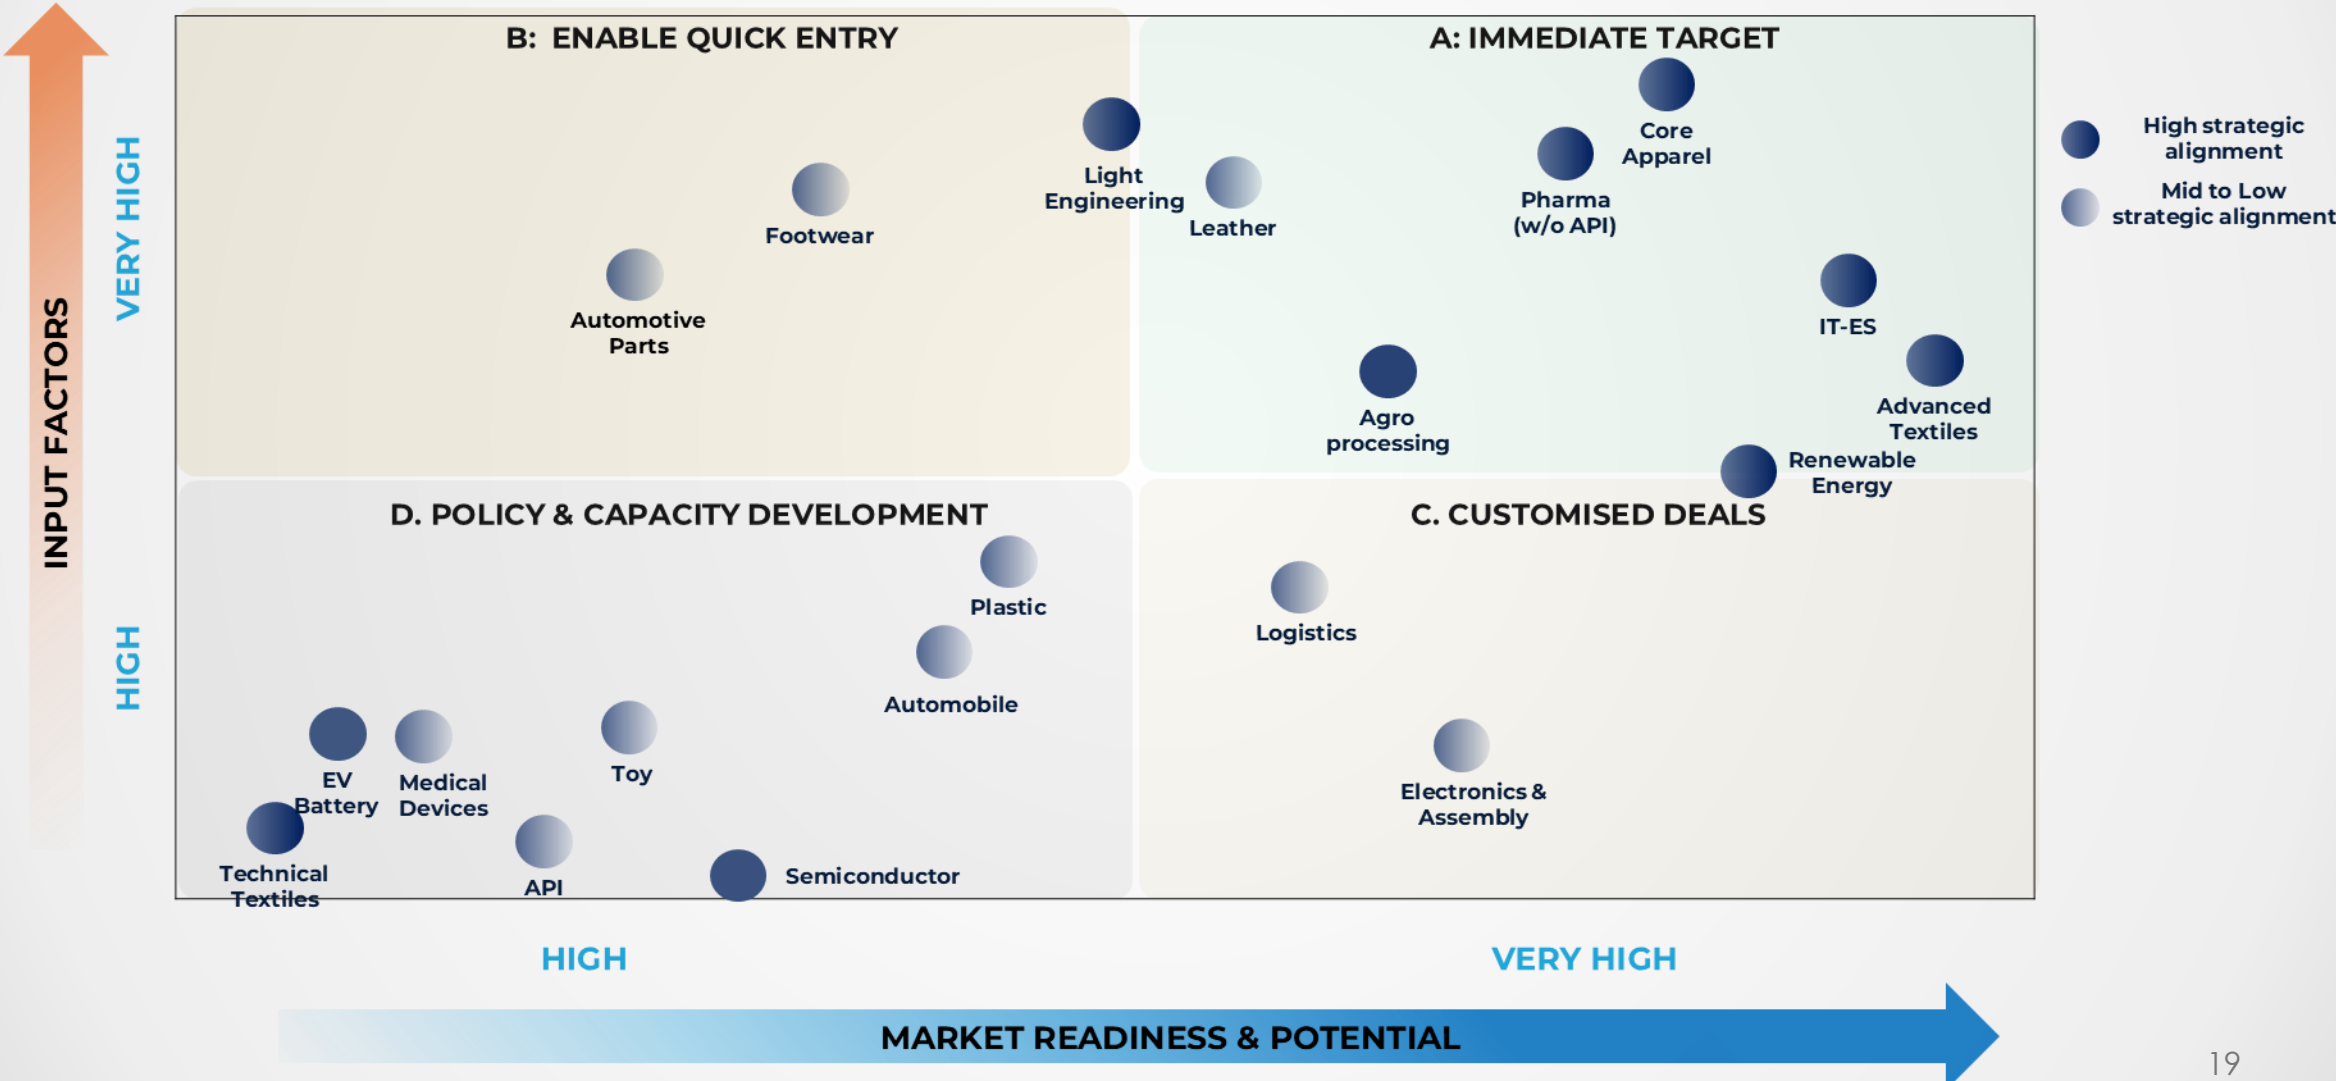 B: ENABLE QUICK ENTRY
A: IMMEDIATE TARGET
Core
Apparel
High strategic
alignment
Mid to Low
strategic alignment
VERY HIGH
Light
Engineering
Pharma
(w/o API)
Leather
Footwear
INPUT FACTORS
Automotive
Parts
IT-ES
Agro
processing
Advanced
Textiles
Renewable
Energy
D. POLICY & CAPACITY DEVELOPMENT
C. CUSTOMISED DEALS
HIGH
Plastic
Logistics
Automobile
EV
Battery
Medical
Devices
Toy
Electronics &
Assembly
Technical
Textiles
API
Semiconductor
HIGH
VERY HIGH
MARKET READINESS & POTENTIAL
19